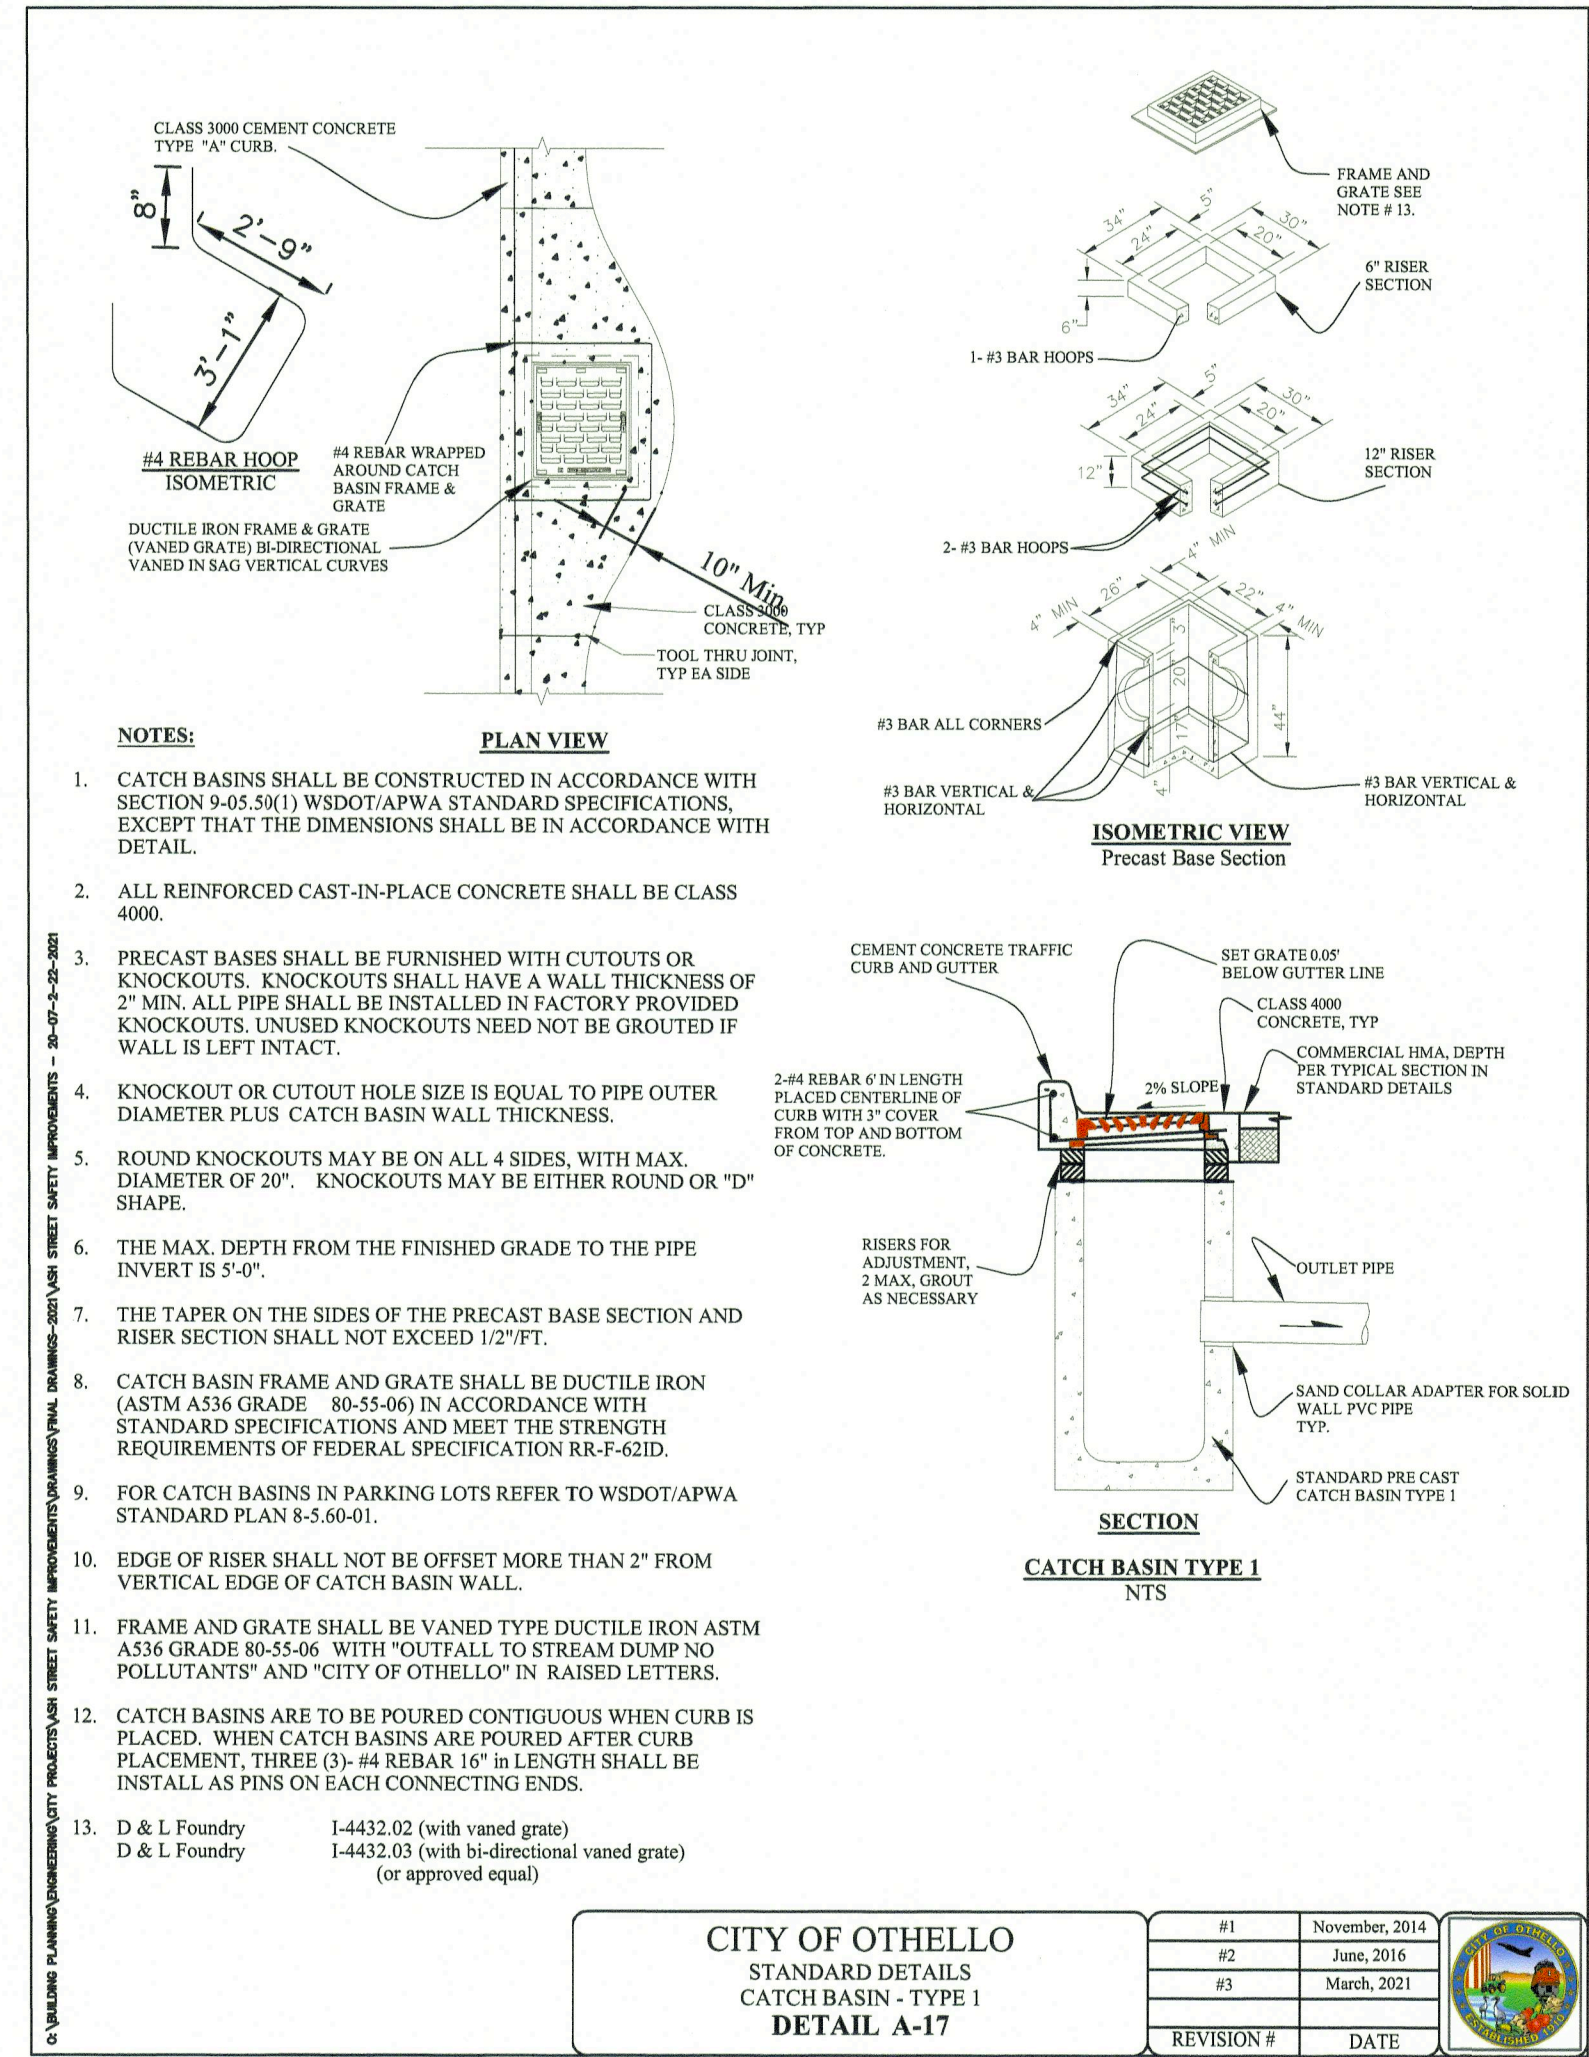 CLASS 3000 CEMENT CONCRETE
TYPE "A" CURB.
8"
2'-9"
3'-1"
#4 REBAR HOOP
ISOMETRIC
#4 REBAR WRAPPED
AROUND CATCH
BASIN FRAME &
GRATE
DUCTILE IRON FRAME & GRATE
(VANED GRATE) BI-DIRECTIONAL
VANED IN SAG VERTICAL CURVES
10" Min
CLASS 3000
CONCRETE, TYP
TOOL THRU JOINT,
TYP EA SIDE
PLAN VIEW
FRAME AND
GRATE SEE
NOTE # 13.
34"
24"
5"
30"
20"
6"
6" RISER
SECTION
1- #3 BAR HOOPS
34"
24"
5"
30"
20"
12"
12" RISER
SECTION
2- #3 BAR HOOPS
4" MIN
26"
4" MIN
22"
4" MIN
3"
20"
17"
4"
44"
#3 BAR ALL CORNERS
#3 BAR VERTICAL &
HORIZONTAL
#3 BAR VERTICAL &
HORIZONTAL
ISOMETRIC VIEW
Precast Base Section
NOTES:
1. CATCH BASINS SHALL BE CONSTRUCTED IN ACCORDANCE WITH
SECTION 9-05.50(1) WSDOT/APWA STANDARD SPECIFICATIONS,
EXCEPT THAT THE DIMENSIONS SHALL BE IN ACCORDANCE WITH
DETAIL.
2. ALL REINFORCED CAST-IN-PLACE CONCRETE SHALL BE CLASS
4000.
3. PRECAST BASES SHALL BE FURNISHED WITH CUTOUTS OR
KNOCKOUTS. KNOCKOUTS SHALL HAVE A WALL THICKNESS OF
2" MIN. ALL PIPE SHALL BE INSTALLED IN FACTORY PROVIDED
KNOCKOUTS. UNUSED KNOCKOUTS NEED NOT BE GROUTED IF
WALL IS LEFT INTACT.
4. KNOCKOUT OR CUTOUT HOLE SIZE IS EQUAL TO PIPE OUTER
DIAMETER PLUS CATCH BASIN WALL THICKNESS.
5. ROUND KNOCKOUTS MAY BE ON ALL 4 SIDES, WITH MAX.
DIAMETER OF 20". KNOCKOUTS MAY BE EITHER ROUND OR "D"
SHAPE.
6. THE MAX. DEPTH FROM THE FINISHED GRADE TO THE PIPE
INVERT IS 5'-0".
7. THE TAPER ON THE SIDES OF THE PRECAST BASE SECTION AND
RISER SECTION SHALL NOT EXCEED 1/2"/FT.
8. CATCH BASIN FRAME AND GRATE SHALL BE DUCTILE IRON
(ASTM A536 GRADE 80-55-06) IN ACCORDANCE WITH
STANDARD SPECIFICATIONS AND MEET THE STRENGTH
REQUIREMENTS OF FEDERAL SPECIFICATION RR-F-62ID.
9. FOR CATCH BASINS IN PARKING LOTS REFER TO WSDOT/APWA
STANDARD PLAN 8-5.60-01.
10. EDGE OF RISER SHALL NOT BE OFFSET MORE THAN 2" FROM
VERTICAL EDGE OF CATCH BASIN WALL.
11. FRAME AND GRATE SHALL BE VANED TYPE DUCTILE IRON ASTM
A536 GRADE 80-55-06 WITH "OUTFALL TO STREAM DUMP NO
POLLUTANTS" AND "CITY OF OTHELLO" IN RAISED LETTERS.
12. CATCH BASINS ARE TO BE POURED CONTIGUOUS WHEN CURB IS
PLACED. WHEN CATCH BASINS ARE POURED AFTER CURB
PLACEMENT, THREE (3)- #4 REBAR 16" in LENGTH SHALL BE
INSTALL AS PINS ON EACH CONNECTING ENDS.
13. D & L Foundry I-4432.02 (with vaned grate)
D & L Foundry I-4432.03 (with bi-directional vaned grate)
(or approved equal)
CEMENT CONCRETE TRAFFIC
CURB AND GUTTER
SET GRATE 0.05'
BELOW GUTTER LINE
CLASS 4000
CONCRETE, TYP
COMMERCIAL HMA, DEPTH
PER TYPICAL SECTION IN
STANDARD DETAILS
2-#4 REBAR 6' IN LENGTH
PLACED CENTERLINE OF
CURB WITH 3" COVER
FROM TOP AND BOTTOM
OF CONCRETE.
2% SLOPE
RISERS FOR
ADJUSTMENT,
2 MAX, GROUT
AS NECESSARY
OUTLET PIPE
SAND COLLAR ADAPTER FOR SOLID
WALL PVC PIPE
TYP.
STANDARD PRE CAST
CATCH BASIN TYPE 1
SECTION
CATCH BASIN TYPE 1
NTS
O:\BUILDING PLANNING\ENGINEERING\CITY PROJECTS\ASH STREET SAFETY IMPROVEMENTS\DRAWINGS\FINAL DRAWINGS-2021\ASH STREET SAFETY IMPROVEMENTS - 20-07-2-22-2021
CITY OF OTHELLO
STANDARD DETAILS
CATCH BASIN - TYPE 1
DETAIL A-17
#1 November, 2014
#2 June, 2016
#3 March, 2021
REVISION # DATE
CITY OF OTHELLO
ESTABLISHED 1910